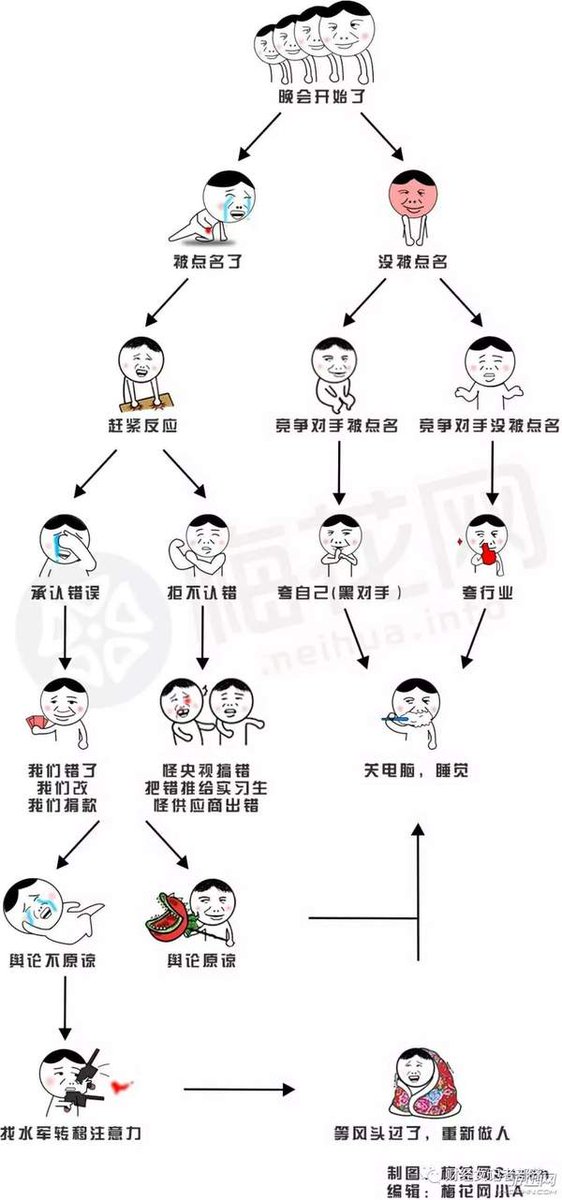 晚会开始了
被点名了
没被点名
赶紧反应
竞争对手被点名
竞争对手没被点名
承认错误
拒不认错
夸自己(黑对手)
夸行业
梅花网
meihua.info
我们错了
我们改
我们捐款
怪央视搞错
把错推给实习生
怪供应商出错
关电脑，睡觉
舆论不原谅
舆论原谅
找水军转移注意力
等风头过了，重新做人
制图：梅花网
编辑：梅花网小A